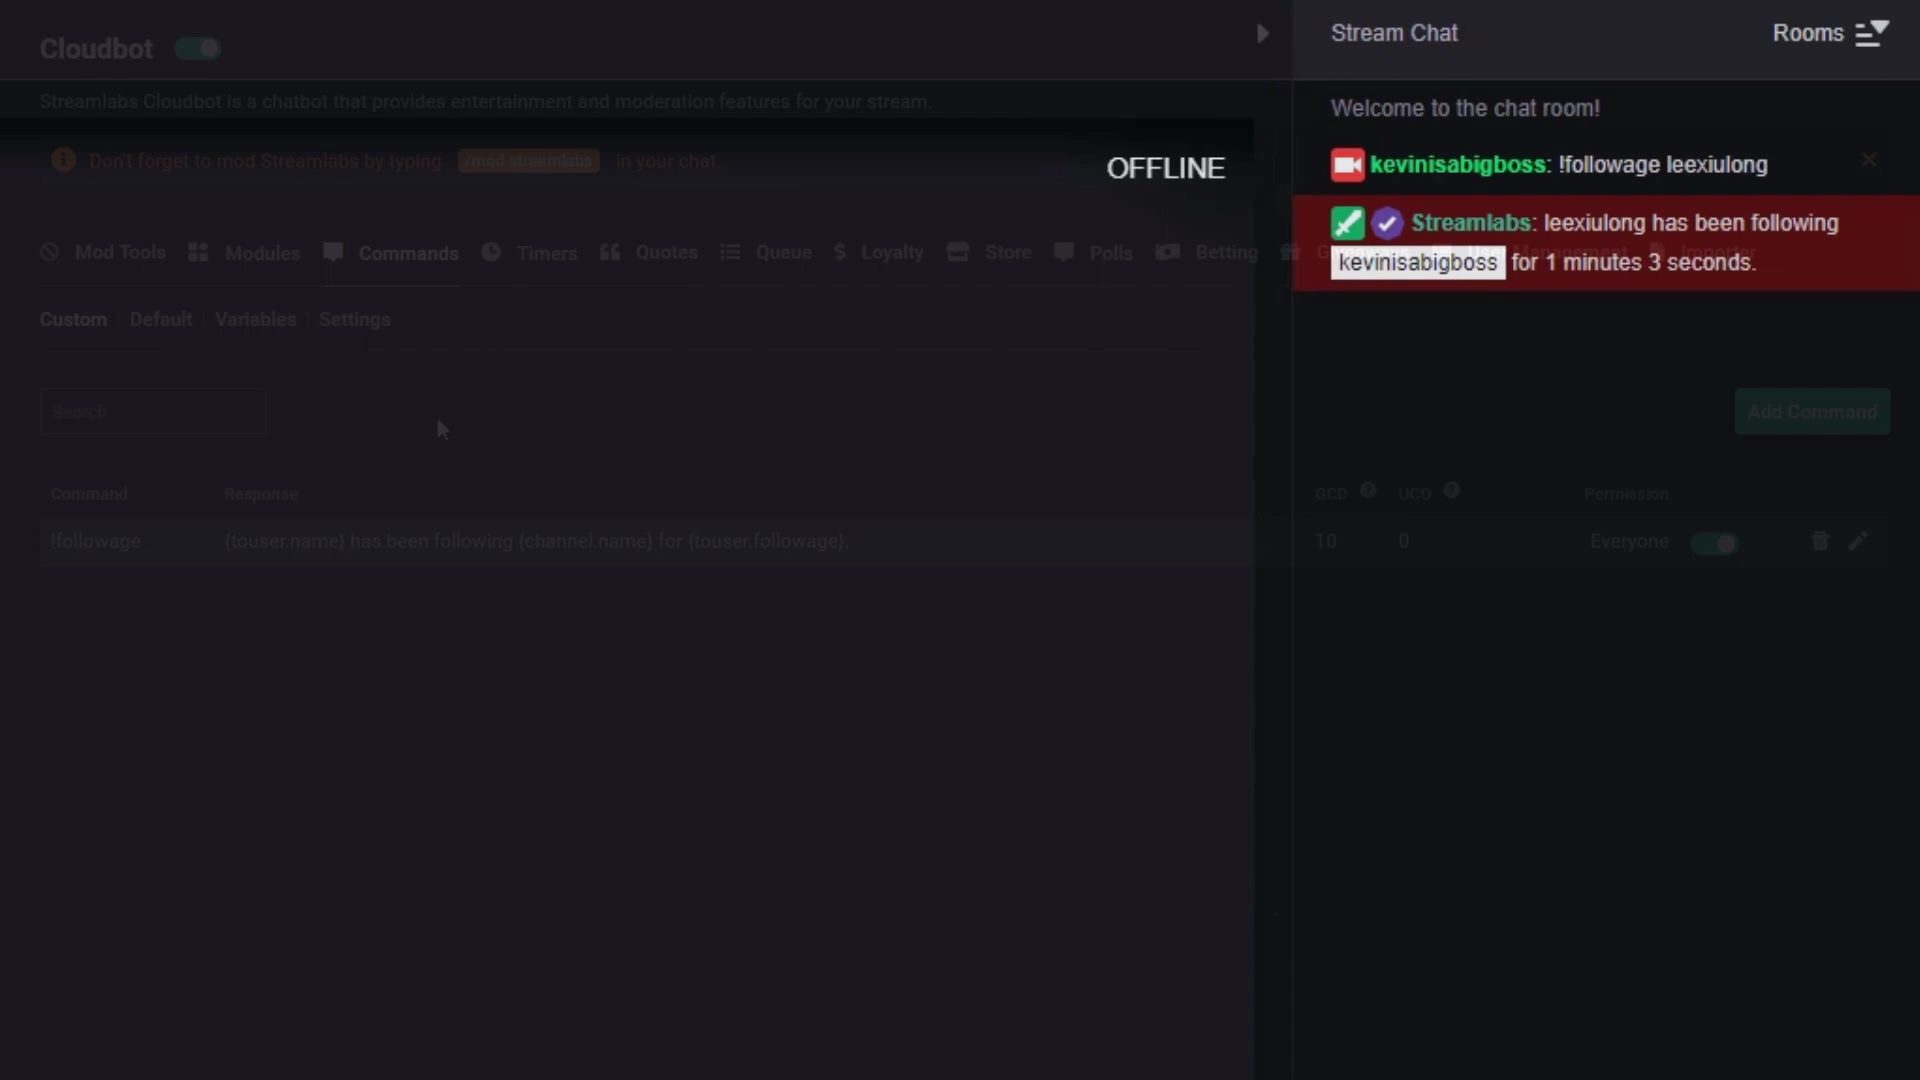 Cloudbot
Stream Chat
Rooms
Streamlabs Cloudbot is a chatbot that provides entertainment and moderation features for your stream.
Welcome to the chat room!
Don't forget to mod Streamlabs by typing /mod streamlabs in your chat.
OFFLINE
kevinisabigboss: !followage leexiulong
Streamlabs: leexiulong has been following
kevinisabigboss for 1 minutes 3 seconds.
Mod Tools Modules Commands Timers Quotes Queue $ Loyalty Store Polls Betting Management Importer
Custom Default Variables Settings
Search
Add Command
Command Response GCD UCD Permission
!followage {touser.name} has been following {channel.name} for {touser.followage}. 10 0 Everyone